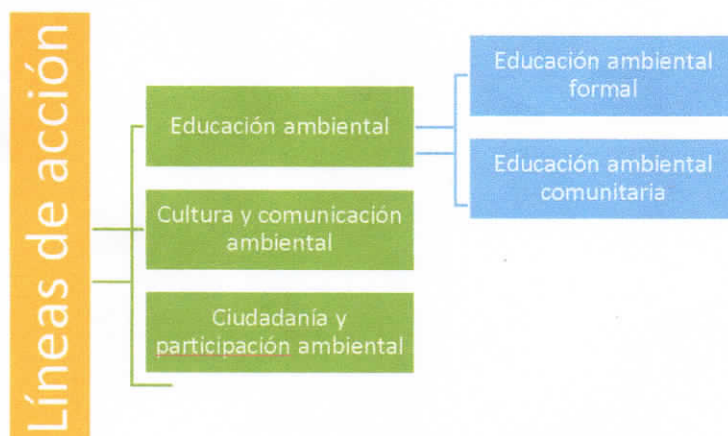 Líneas de acción
Educación ambiental
Cultura y comunicación
ambiental
Ciudadanía y
participación ambiental
Educación ambiental
formal
Educación ambiental
comunitaria